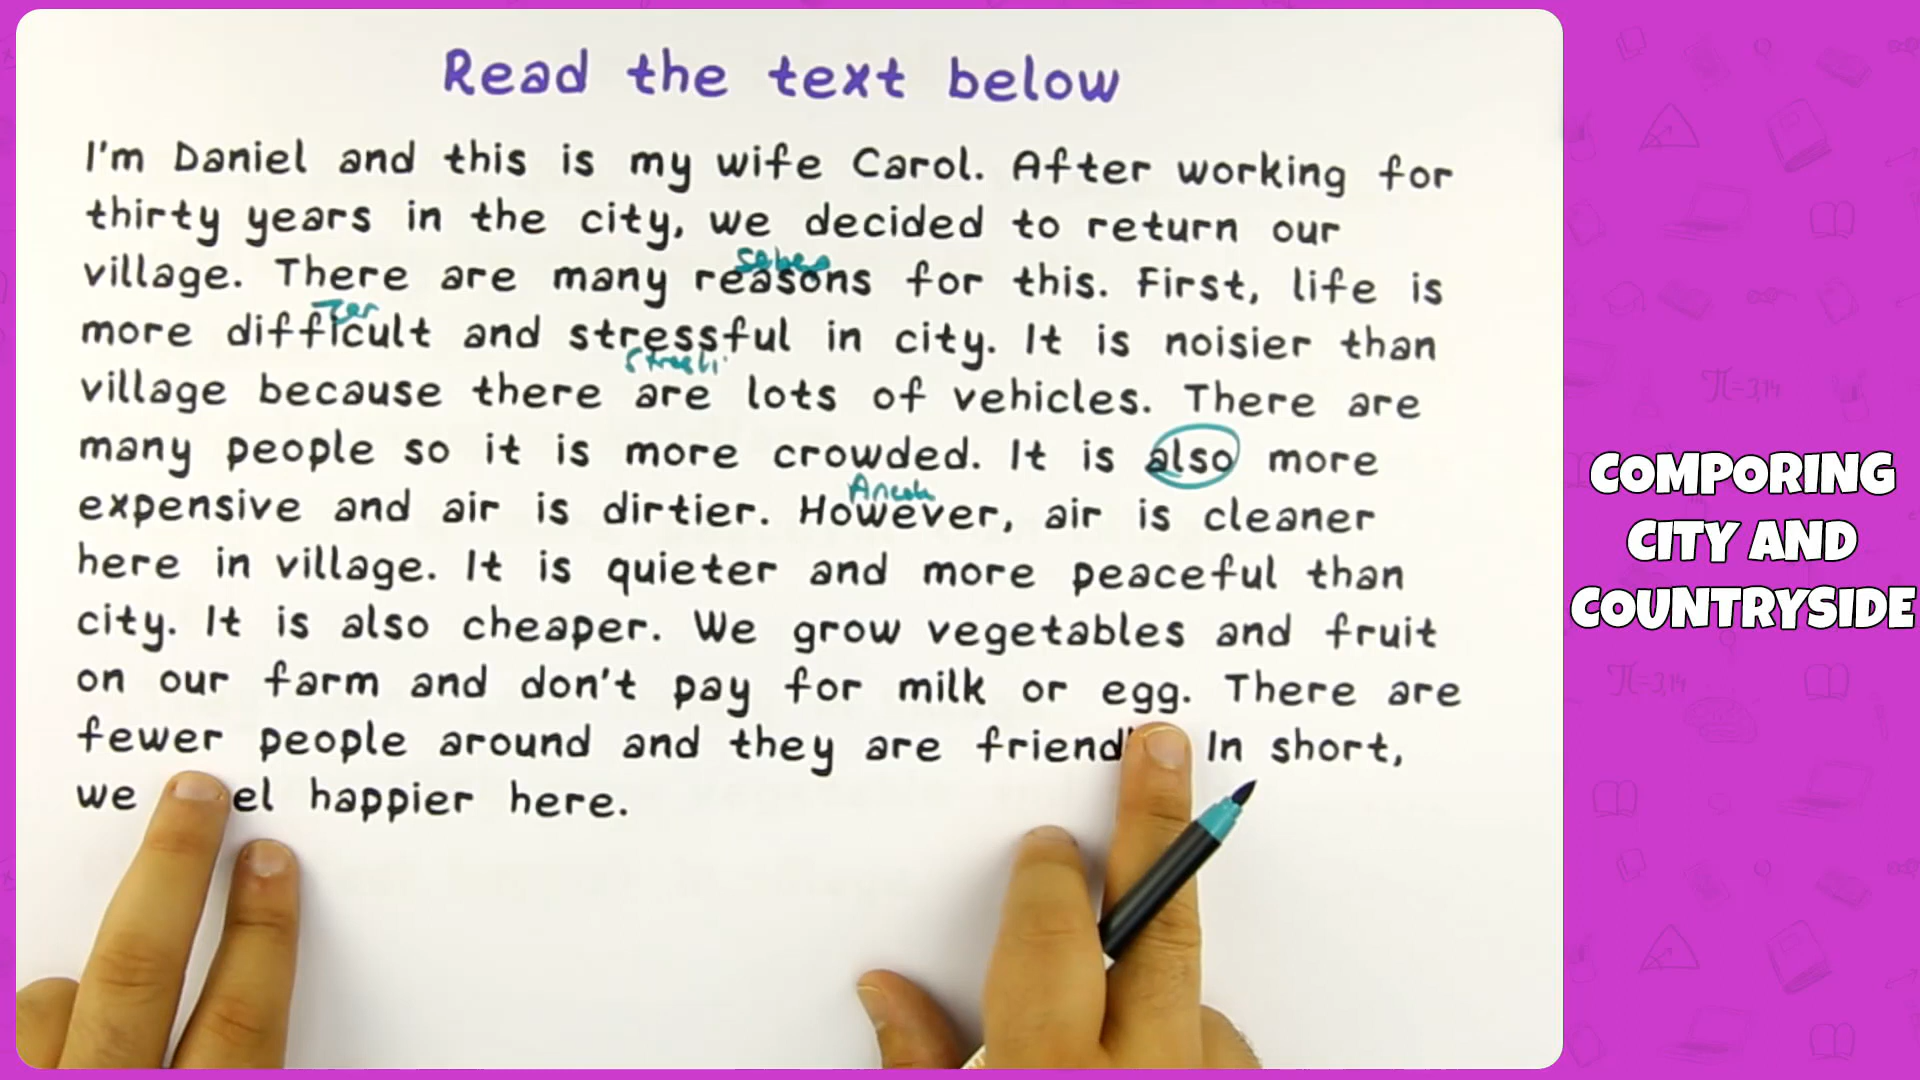 Read the text below
I'm Daniel and this is my wife Carol. After working for
thirty years in the city, we decided to return our
village. There are many reasons for this. First, life is
more difficult and stressful in city. It is noisier than
village because there are lots of vehicles. There are
many people so it is more crowded. It is also more
expensive and air is dirtier. However, air is cleaner
here in village. It is quieter and more peaceful than
city. It is also cheaper. We grow vegetables and fruit
on our farm and don't pay for milk or egg. There are
fewer people around and they are In short,
we happier here.
COMPORING
CITY AND
COUNTRYSIDE
π=3,14
π=3,14